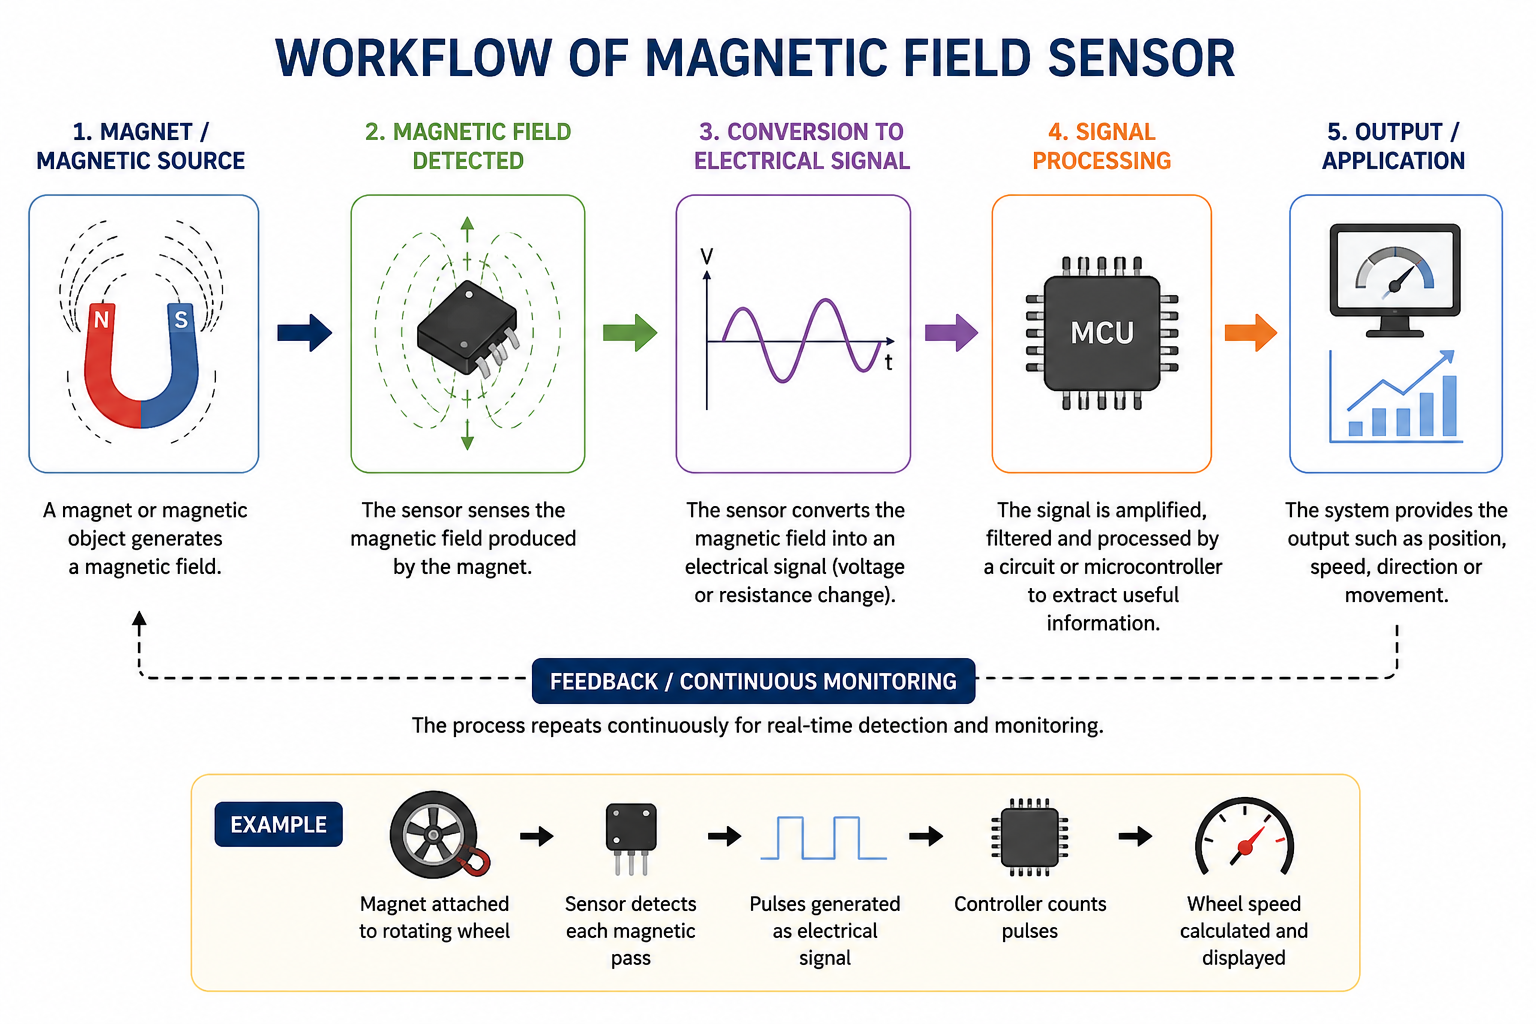 WORKFLOW OF MAGNETIC FIELD SENSOR
1. MAGNET /
MAGNETIC SOURCE
2. MAGNETIC FIELD
DETECTED
3. CONVERSION TO
ELECTRICAL SIGNAL
4. SIGNAL
PROCESSING
5. OUTPUT /
APPLICATION
N
S
V
t
MCU
A magnet or magnetic
object generates
a magnetic field.
The sensor senses the
magnetic field produced
by the magnet.
The sensor converts the
magnetic field into an
electrical signal (voltage
or resistance change).
The signal is amplified,
filtered and processed by
a circuit or microcontroller
to extract useful
information.
The system provides the
output such as position,
speed, direction or
movement.
FEEDBACK / CONTINUOUS MONITORING
The process repeats continuously for real-time detection and monitoring.
EXAMPLE
Magnet attached
to rotating wheel
Sensor detects
each magnetic
pass
Pulses generated
as electrical
signal
Controller counts
pulses
Wheel speed
calculated and
displayed